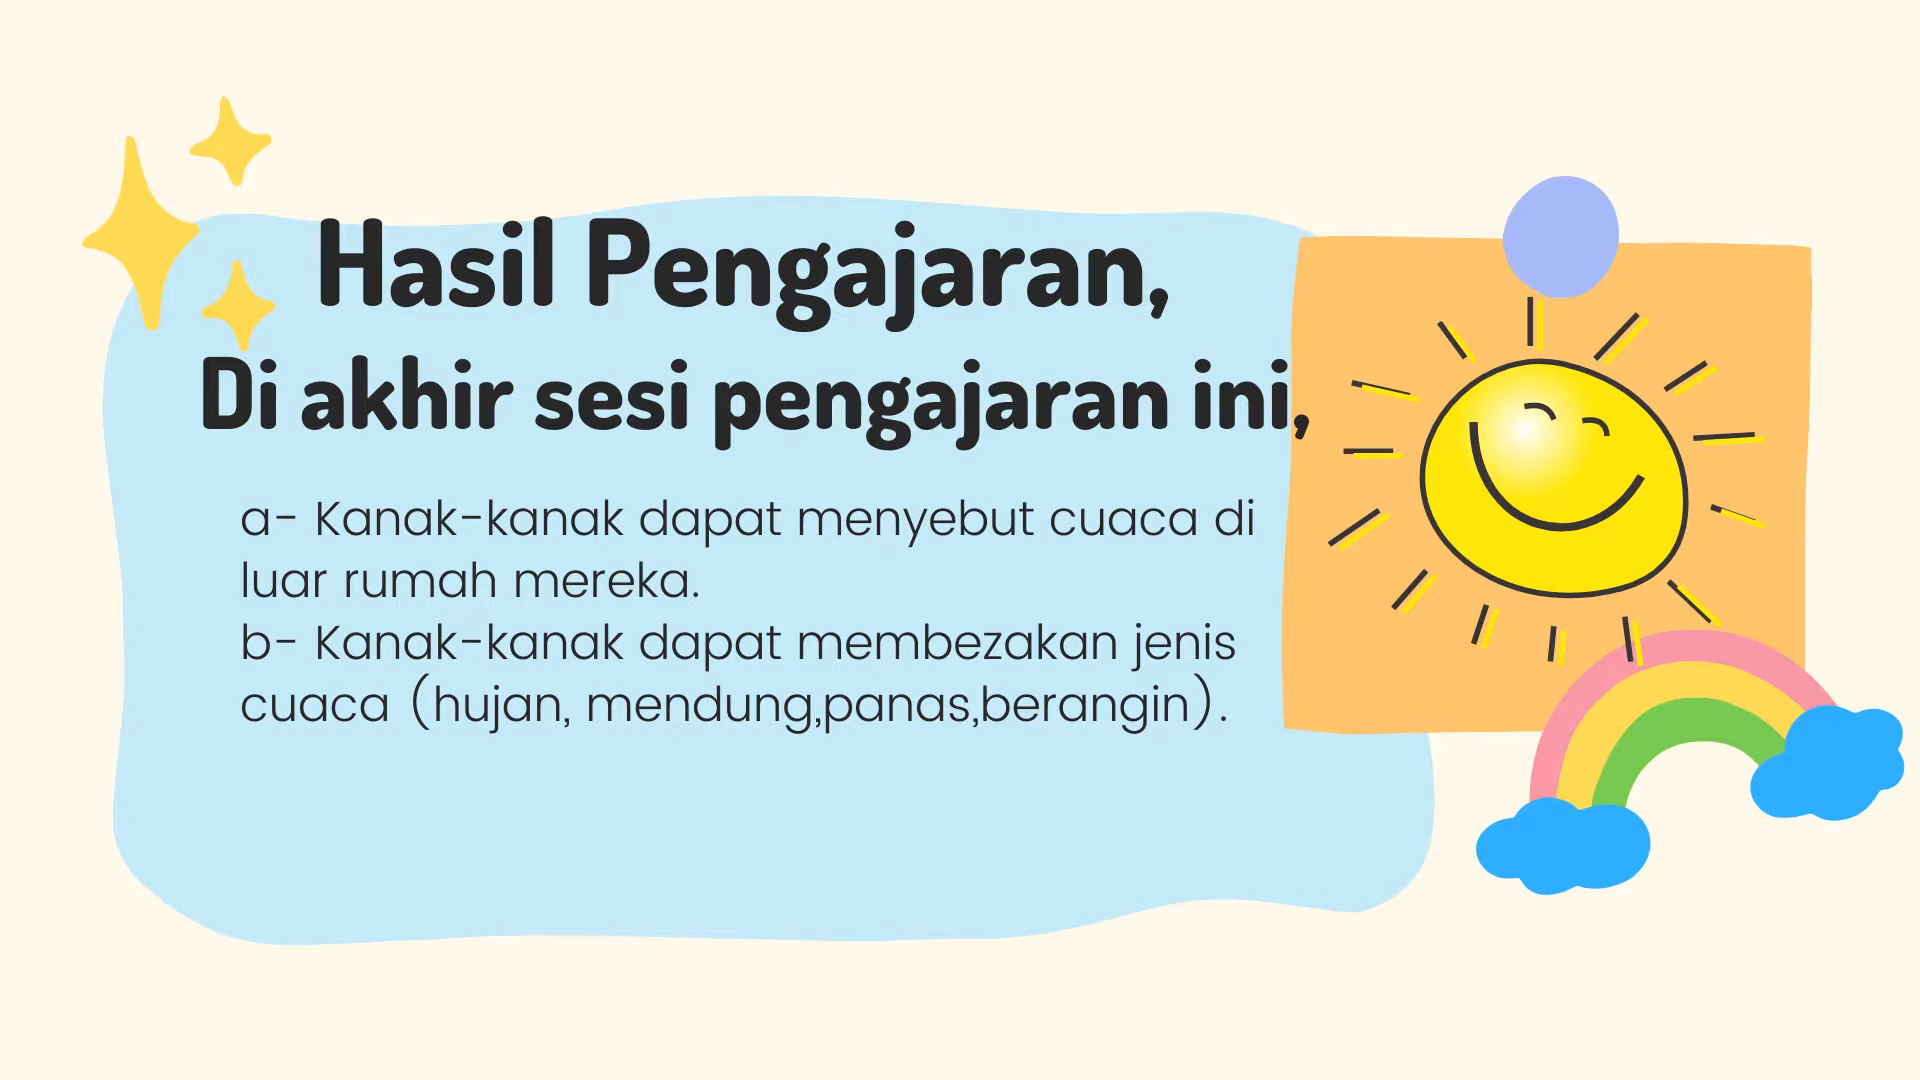 Hasil Pengajaran,
Di akhir sesi pengajaran ini,
a- Kanak-kanak dapat menyebut cuaca di
luar rumah mereka.
b- Kanak-kanak dapat membezakan jenis
cuaca (hujan, mendung,panas,berangin).